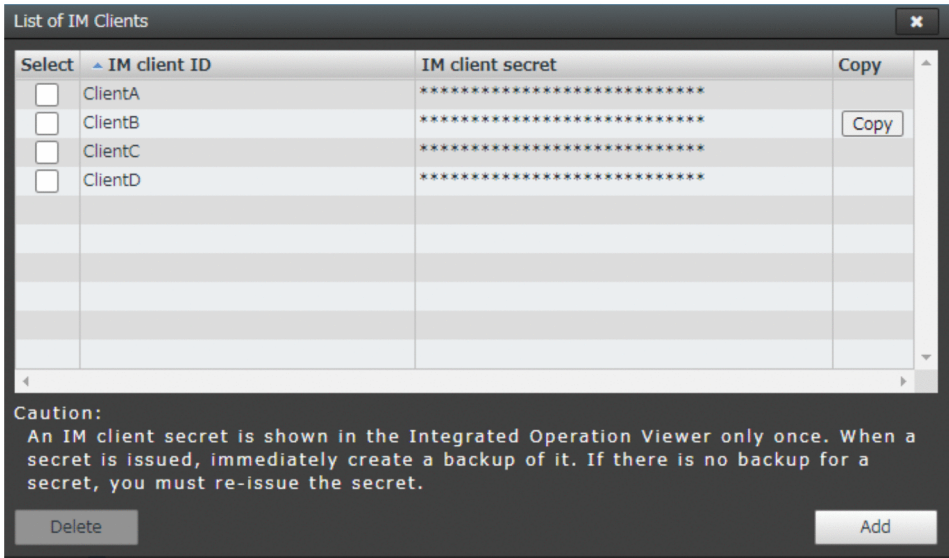 List of IM Clients
Select IM client ID IM client secret Copy
ClientA ****************************
ClientB **************************** Copy
ClientC ****************************
ClientD ****************************
Caution:
An IM client secret is shown in the Integrated Operation Viewer only once. When a
secret is issued, immediately create a backup of it. If there is no backup for a
secret, you must re-issue the secret.
Delete Add